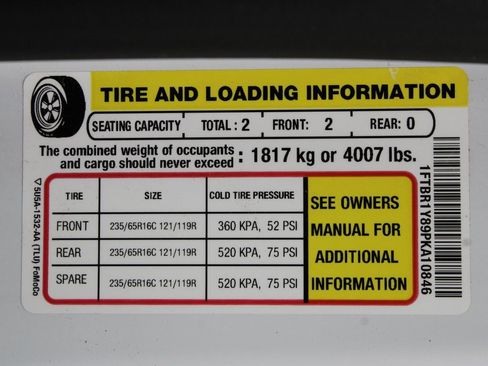 TIRE AND LOADING INFORMATION
SEATING CAPACITY TOTAL : 2 FRONT: 2 REAR: 0
The combined weight of occupants
and cargo should never exceed : 1817 kg or 4007 lbs.
TIRE SIZE COLD TIRE PRESSURE
FRONT 235/65R16C 121/119R 360 KPA, 52 PSI
REAR 235/65R16C 121/119R 520 KPA, 75 PSI
SPARE 235/65R16C 121/119R 520 KPA, 75 PSI
SEE OWNERS
MANUAL FOR
ADDITIONAL
INFORMATION
1FTBR1Y89PKA10846
5U5A-1532-AA (TLU) FoMoCo